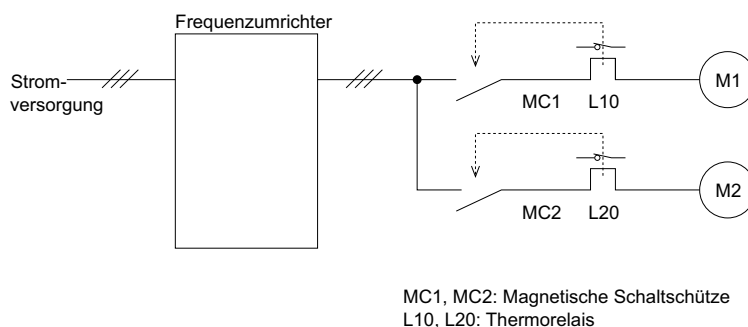 Frequenzumrichter
Strom-
versorgung
MC1
L10
M1
MC2
L20
M2
MC1, MC2: Magnetische Schaltschütze
L10, L20: Thermorelais